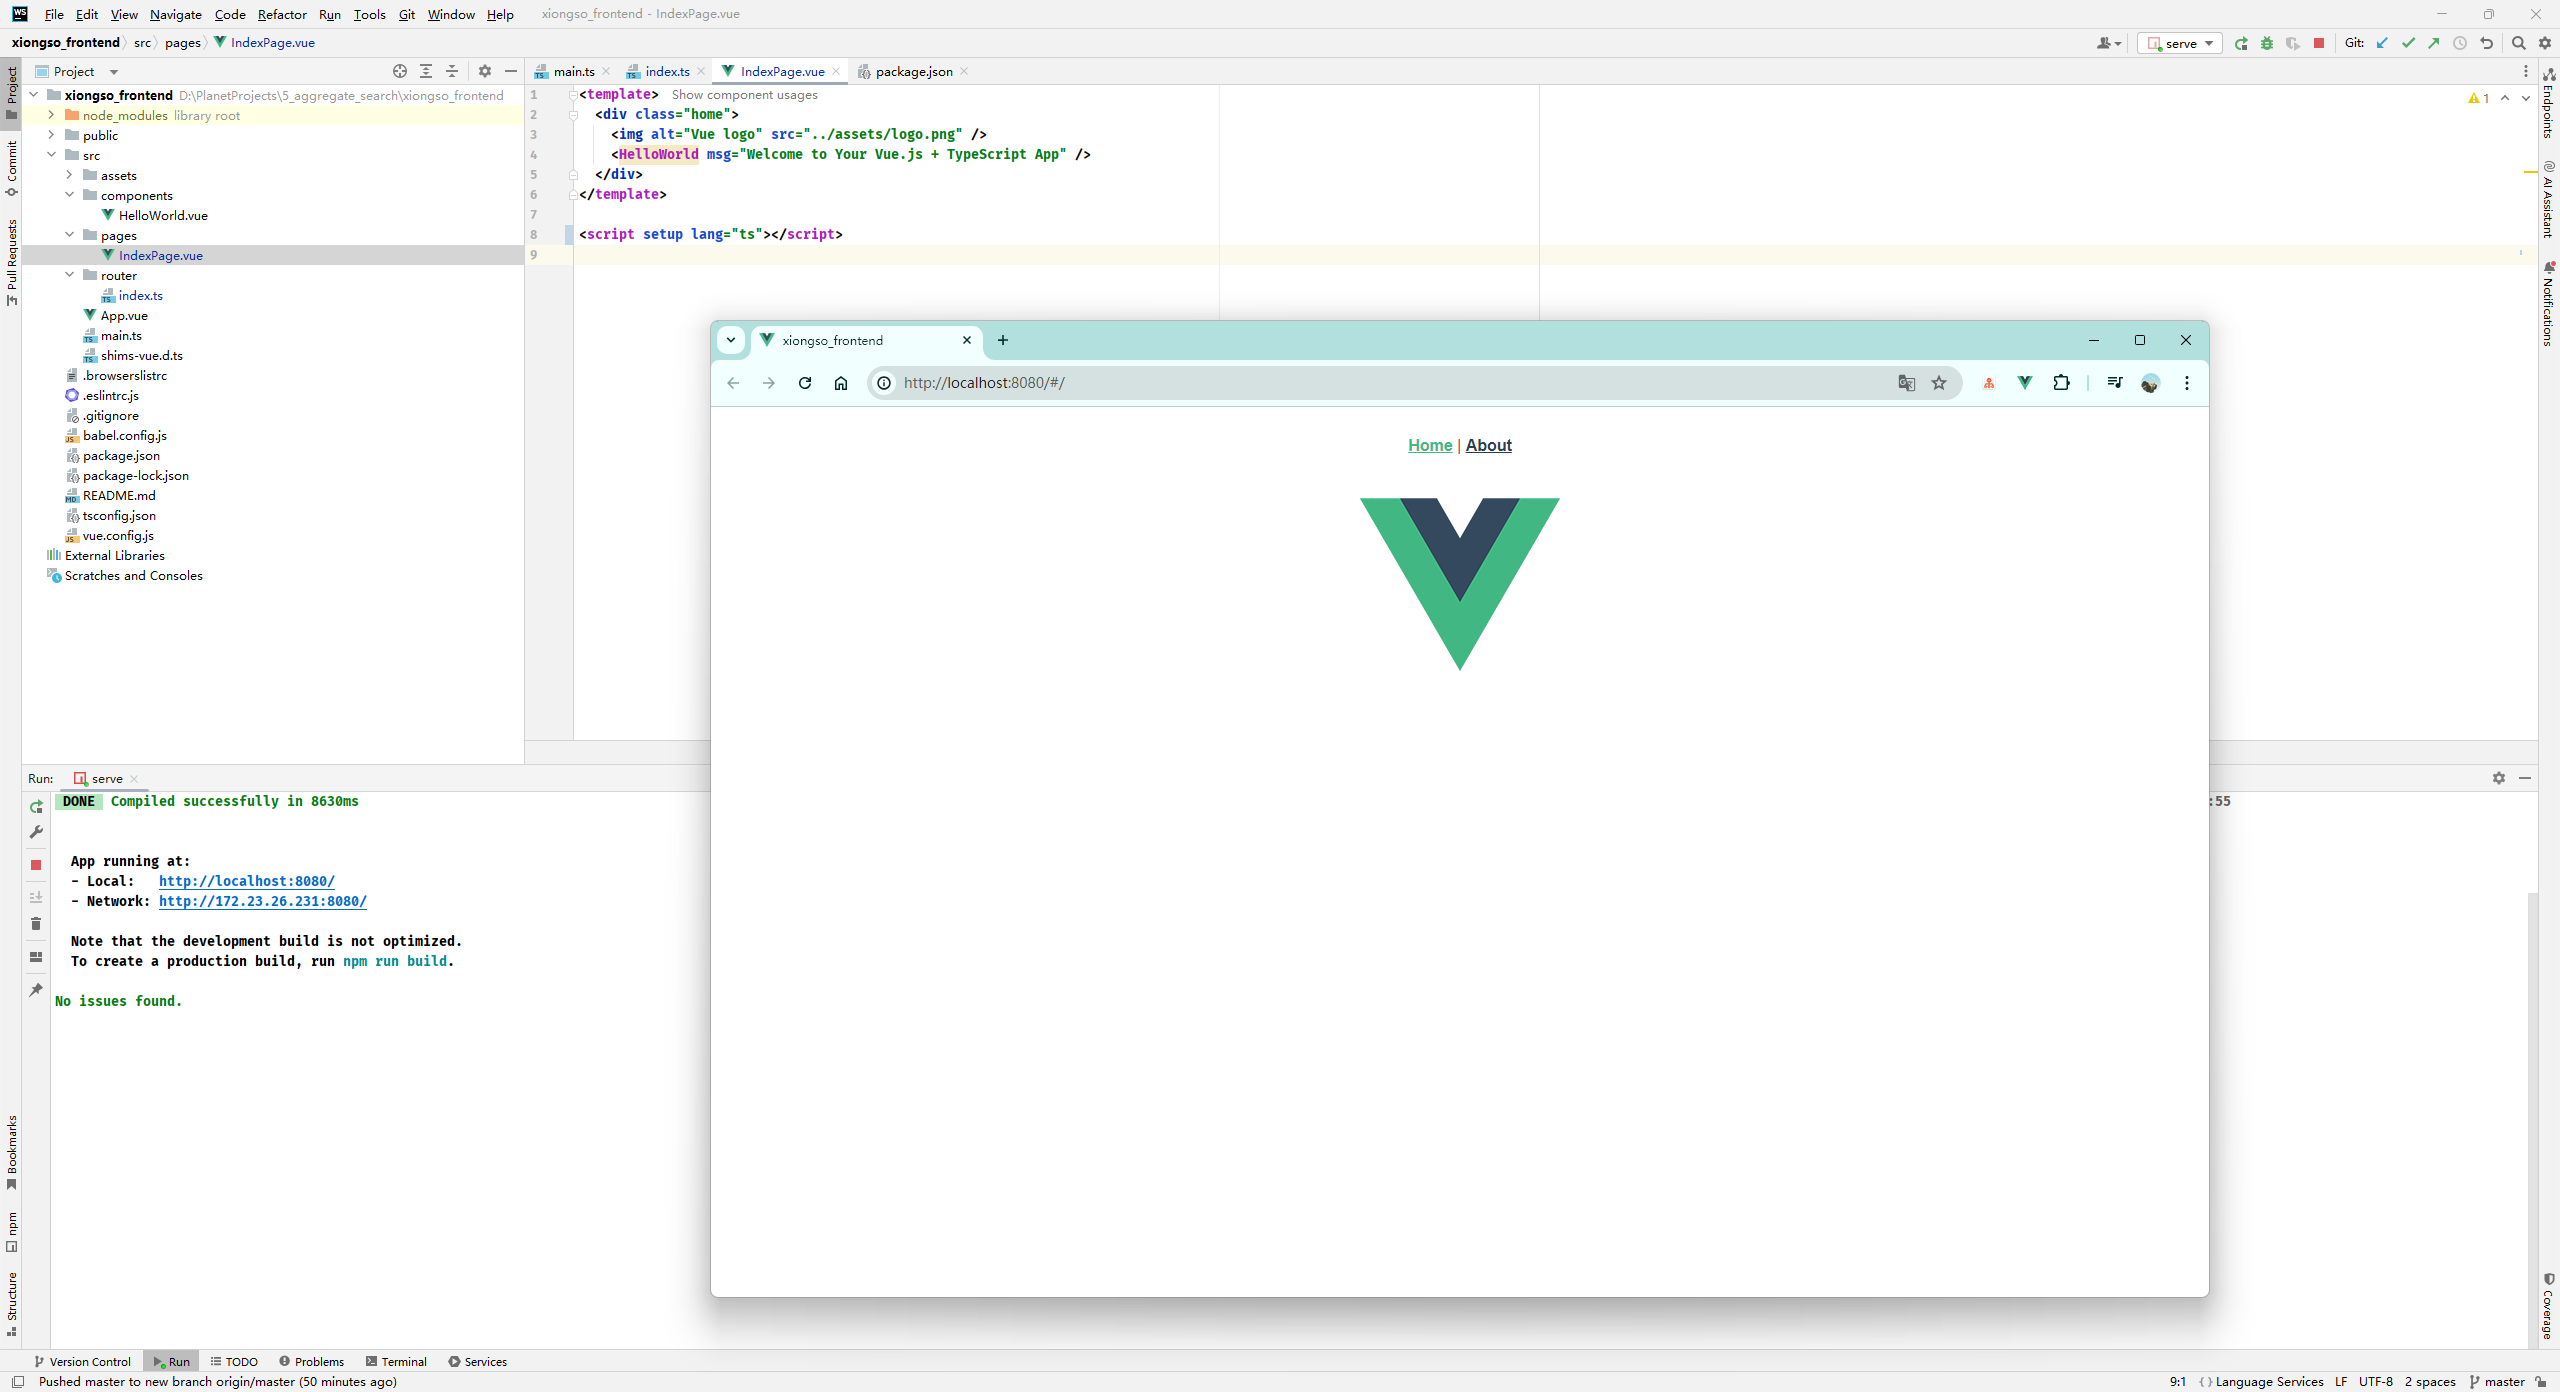 File Edit View Navigate Code Refactor Run Tools Git Window Help xiongso_frontend - IndexPage.vue
xiongso_frontend src pages IndexPage.vue
serve Git:
Project
main.ts index.ts IndexPage.vue package.json
xiongso_frontend D:\PlanetProjects\5_aggregate_search\xiongso_frontend
node_modules library root
public
src
assets
components
HelloWorld.vue
pages
IndexPage.vue
router
index.ts
App.vue
main.ts
shims-vue.d.ts
.browserslistrc
.eslintrc.js
.gitignore
babel.config.js
package.json
package-lock.json
README.md
tsconfig.json
vue.config.js
External Libraries
Scratches and Consoles
1 <template> Show component usages
2 <div class="home">
3 <img alt="Vue logo" src="../assets/logo.png" />
4 <HelloWorld msg="Welcome to Your Vue.js + TypeScript App" />
5 </div>
6 </template>
7
8 <script setup lang="ts"></script>
9
1
Project
Commit
Pull Requests
Bookmarks
npm
Structure
Endpoints
AI Assistant
Notifications
Coverage
xiongso_frontend
http://localhost:8080/#/
Home | About
Run: serve
DONE Compiled successfully in 8630ms
:55
App running at:
- Local: http://localhost:8080/
- Network: http://172.23.26.231:8080/
Note that the development build is not optimized.
To create a production build, run npm run build.
No issues found.
Version Control Run TODO Problems Terminal Services
Pushed master to new branch origin/master (50 minutes ago)
9:1 {} Language Services LF UTF-8 2 spaces master